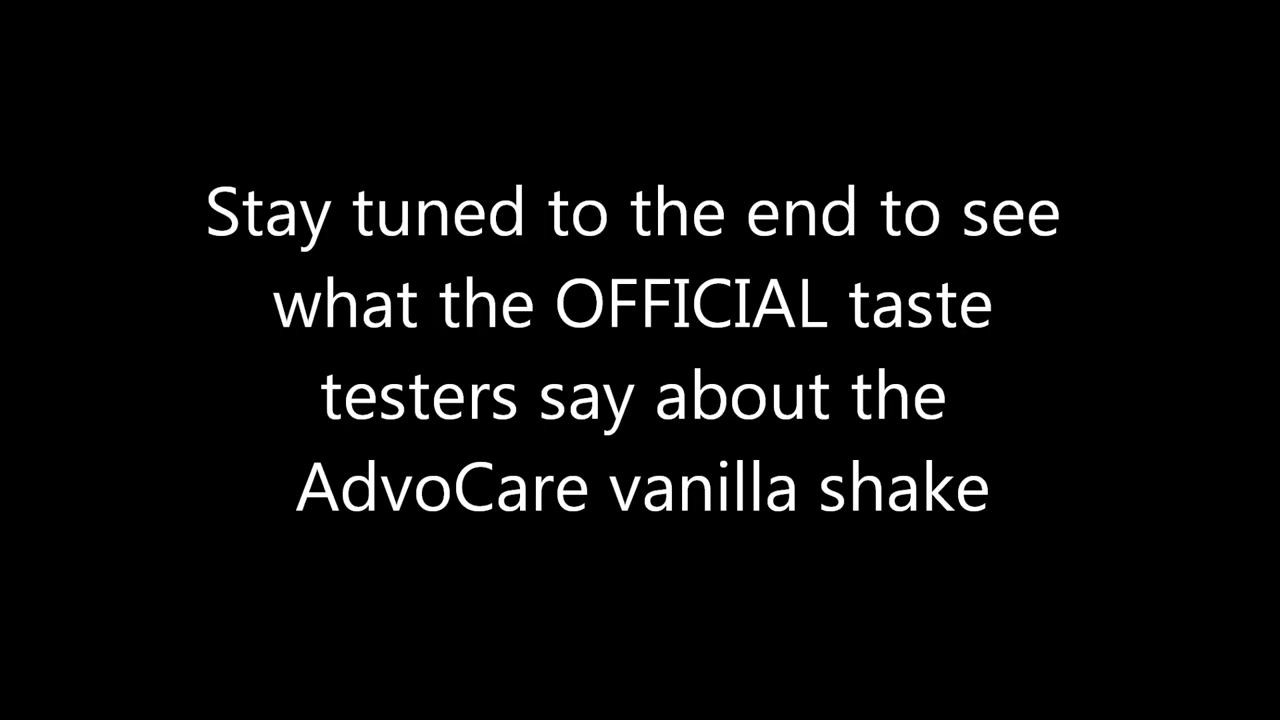 Stay tuned to the end to see
what the OFFICIAL taste
testers say about the
AdvoCare vanilla shake